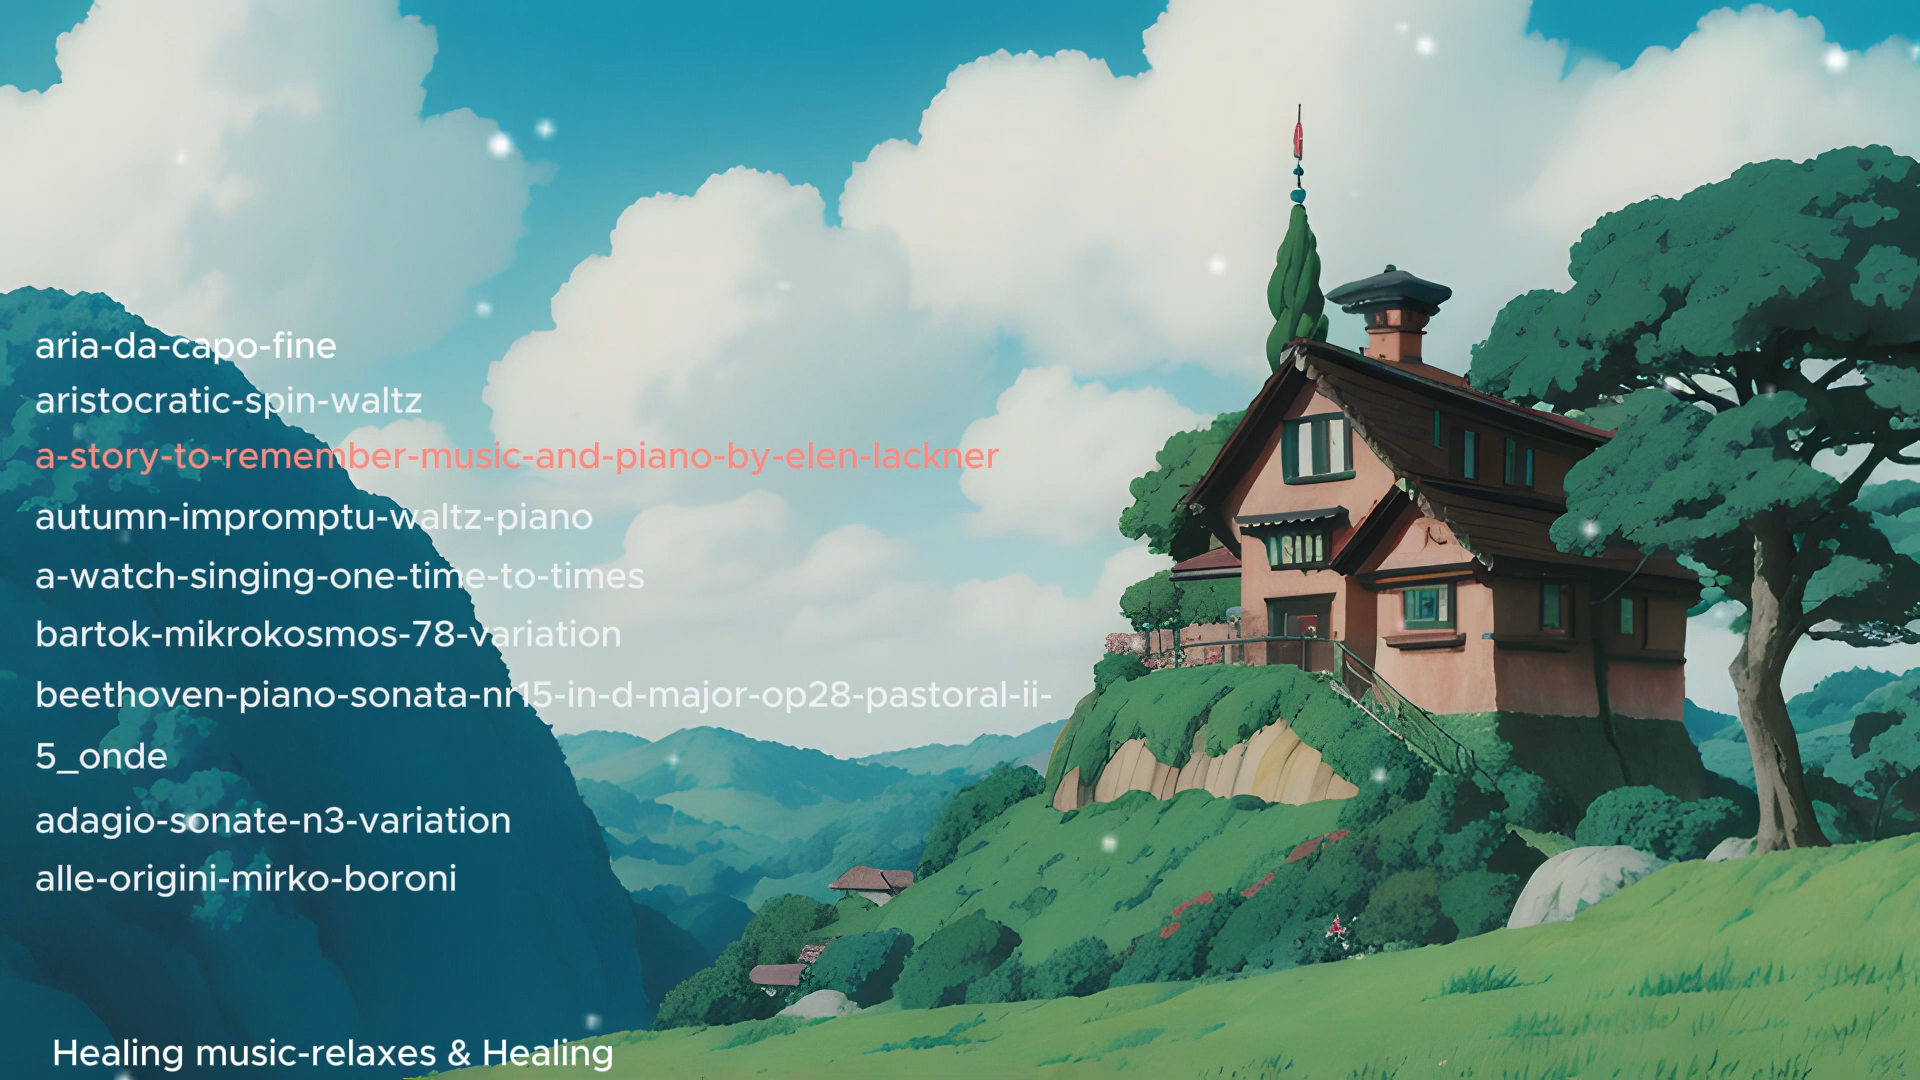 aria-da-capo-fine
aristocratic-spin-waltz
a-story-to-remember-music-and-piano-by-elen-lackner
autumn-impromptu-waltz-piano
a-watch-singing-one-time-to-times
bartok-mikrokosmos-78-variation
beethoven-piano-sonata-nr15-in-d-major-op28-pastoral-ii-
5_onde
adagio-sonate-n3-variation
alle-origini-mirko-boroni
Healing music-relaxes & Healing